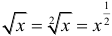 √x = ²√x = x^(1/2)